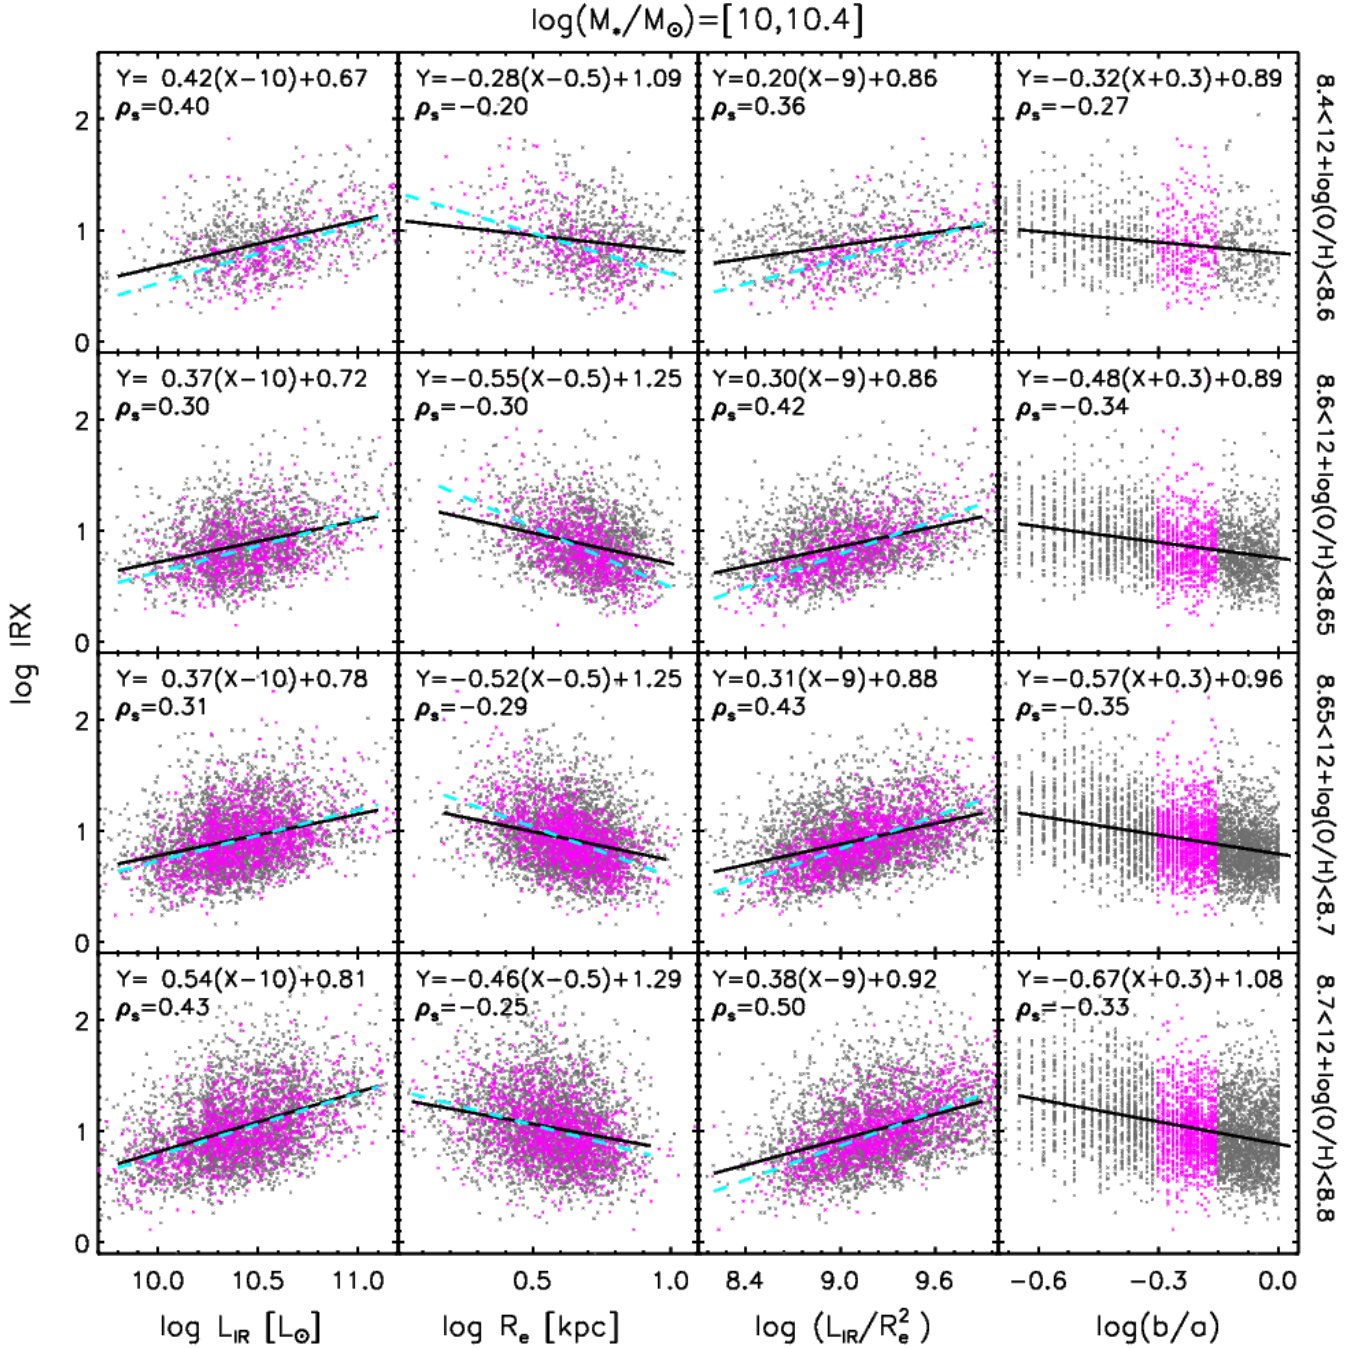 log(M*/M⊙)=[10,10.4]
Y= 0.42(X−10)+0.67
ρs=0.40
Y=−0.28(X−0.5)+1.09
ρs=−0.20
Y=0.20(X−9)+0.86
ρs=0.36
Y=−0.32(X+0.3)+0.89
ρs=−0.27
8.4<12+log(O/H)<8.6
2
1
0
Y= 0.37(X−10)+0.72
ρs=0.30
Y=−0.55(X−0.5)+1.25
ρs=−0.30
Y=0.30(X−9)+0.86
ρs=0.42
Y=−0.48(X+0.3)+0.89
ρs=−0.34
8.6<12+log(O/H)<8.65
2
1
0
log IRX
Y= 0.37(X−10)+0.78
ρs=0.31
Y=−0.52(X−0.5)+1.25
ρs=−0.29
Y=0.31(X−9)+0.88
ρs=0.43
Y=−0.57(X+0.3)+0.96
ρs=−0.35
8.65<12+log(O/H)<8.7
2
1
0
Y= 0.54(X−10)+0.81
ρs=0.43
Y=−0.46(X−0.5)+1.29
ρs=−0.25
Y=0.38(X−9)+0.92
ρs=0.50
Y=−0.67(X+0.3)+1.08
ρs=−0.33
8.7<12+log(O/H)<8.8
2
1
0
10.0 10.5 11.0
0.5 1.0
8.4 9.0 9.6
−0.6 −0.3 0.0
log LIR [L⊙]
log Re [kpc]
log (LIR/Re²)
log(b/a)